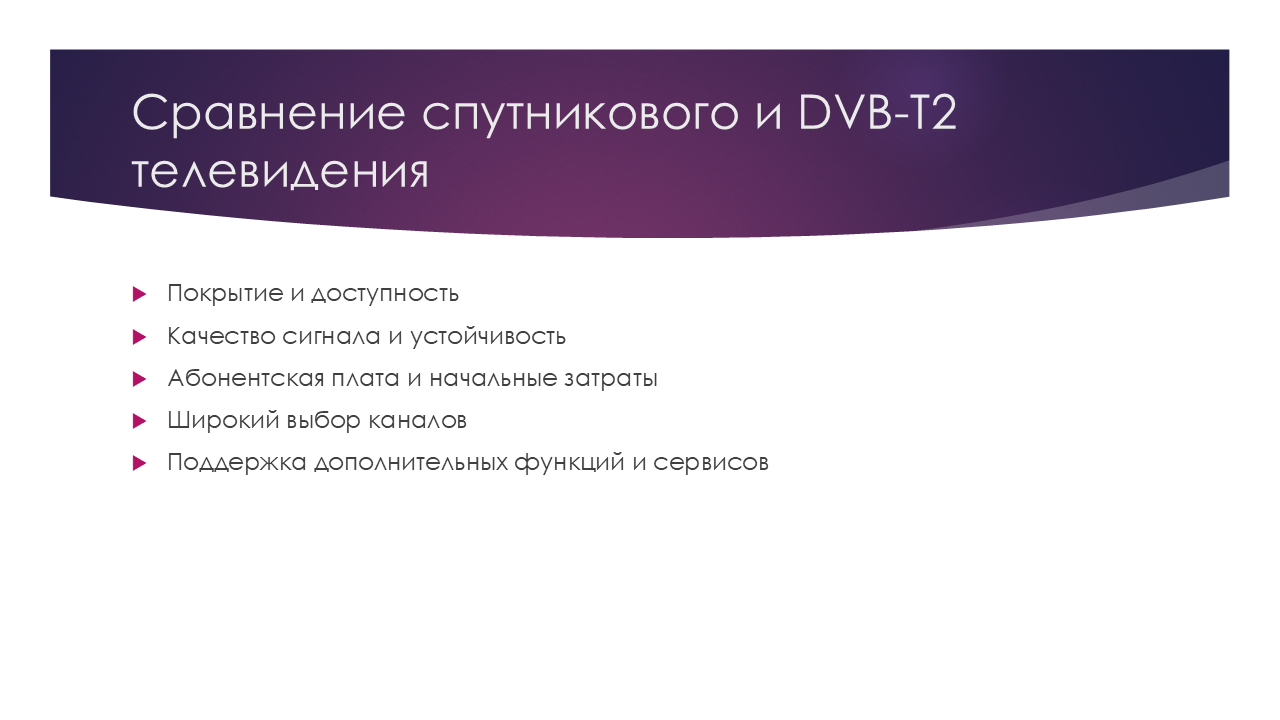 Сравнение спутникового и DVB-T2
телевидения
Покрытие и доступность
Качество сигнала и устойчивость
Абонентская плата и начальные затраты
Широкий выбор каналов
Поддержка дополнительных функций и сервисов